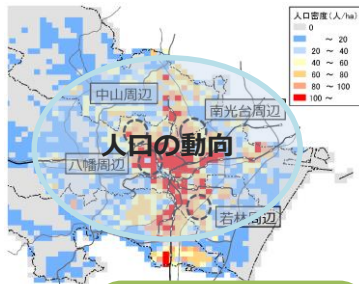 人口密度(人/ha)
0
～ 20
20 ～ 40
40 ～ 60
60 ～ 80
80 ～ 100
100 ～
中山周辺
南光台周辺
人口の動向
八幡周辺
若林周辺